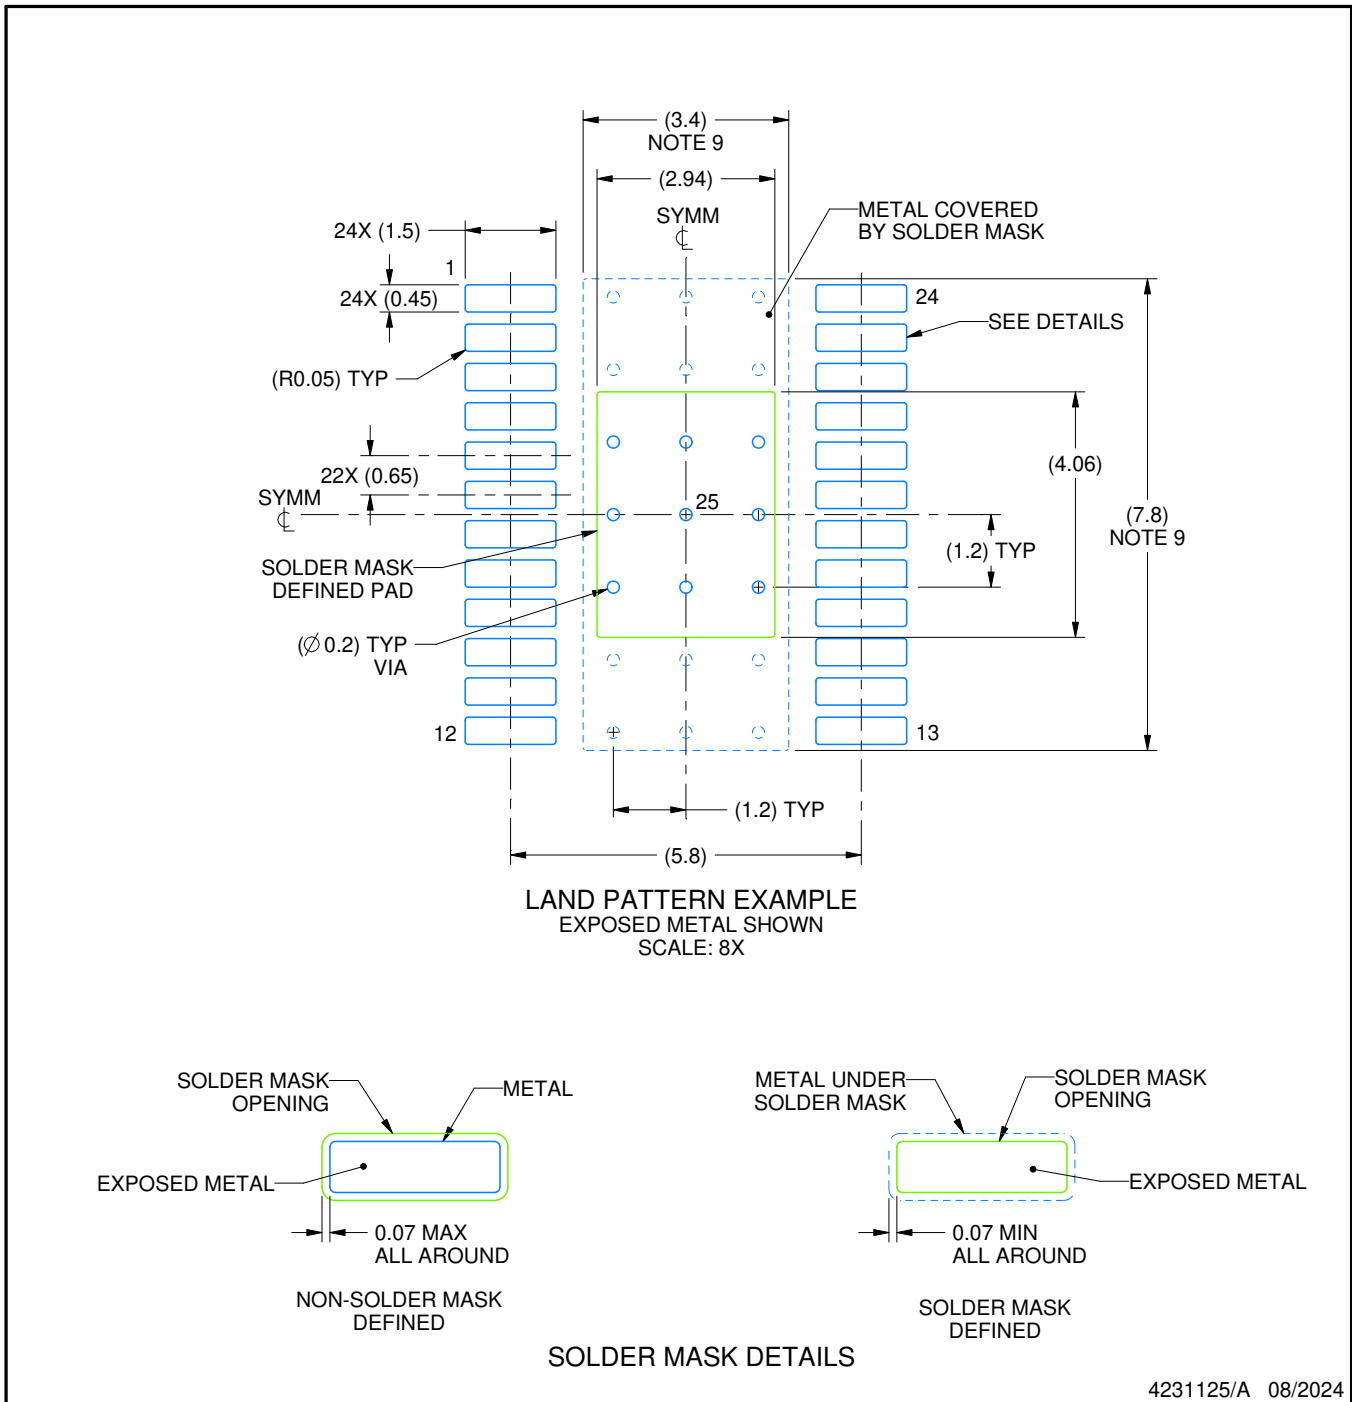 (3.4)
NOTE 9
(2.94)
SYMM
℄
METAL COVERED
BY SOLDER MASK
24X (1.5)
1
24X (0.45)
24
SEE DETAILS
(R0.05) TYP
22X (0.65)
(4.06)
SYMM
℄
25
(7.8)
NOTE 9
(1.2) TYP
SOLDER MASK
DEFINED PAD
(∅ 0.2) TYP
VIA
12
13
(1.2) TYP
(5.8)
LAND PATTERN EXAMPLE
EXPOSED METAL SHOWN
SCALE: 8X
SOLDER MASK
OPENING
METAL
EXPOSED METAL
0.07 MAX
ALL AROUND
NON-SOLDER MASK
DEFINED
METAL UNDER
SOLDER MASK
SOLDER MASK
OPENING
EXPOSED METAL
0.07 MIN
ALL AROUND
SOLDER MASK
DEFINED
SOLDER MASK DETAILS
4231125/A 08/2024